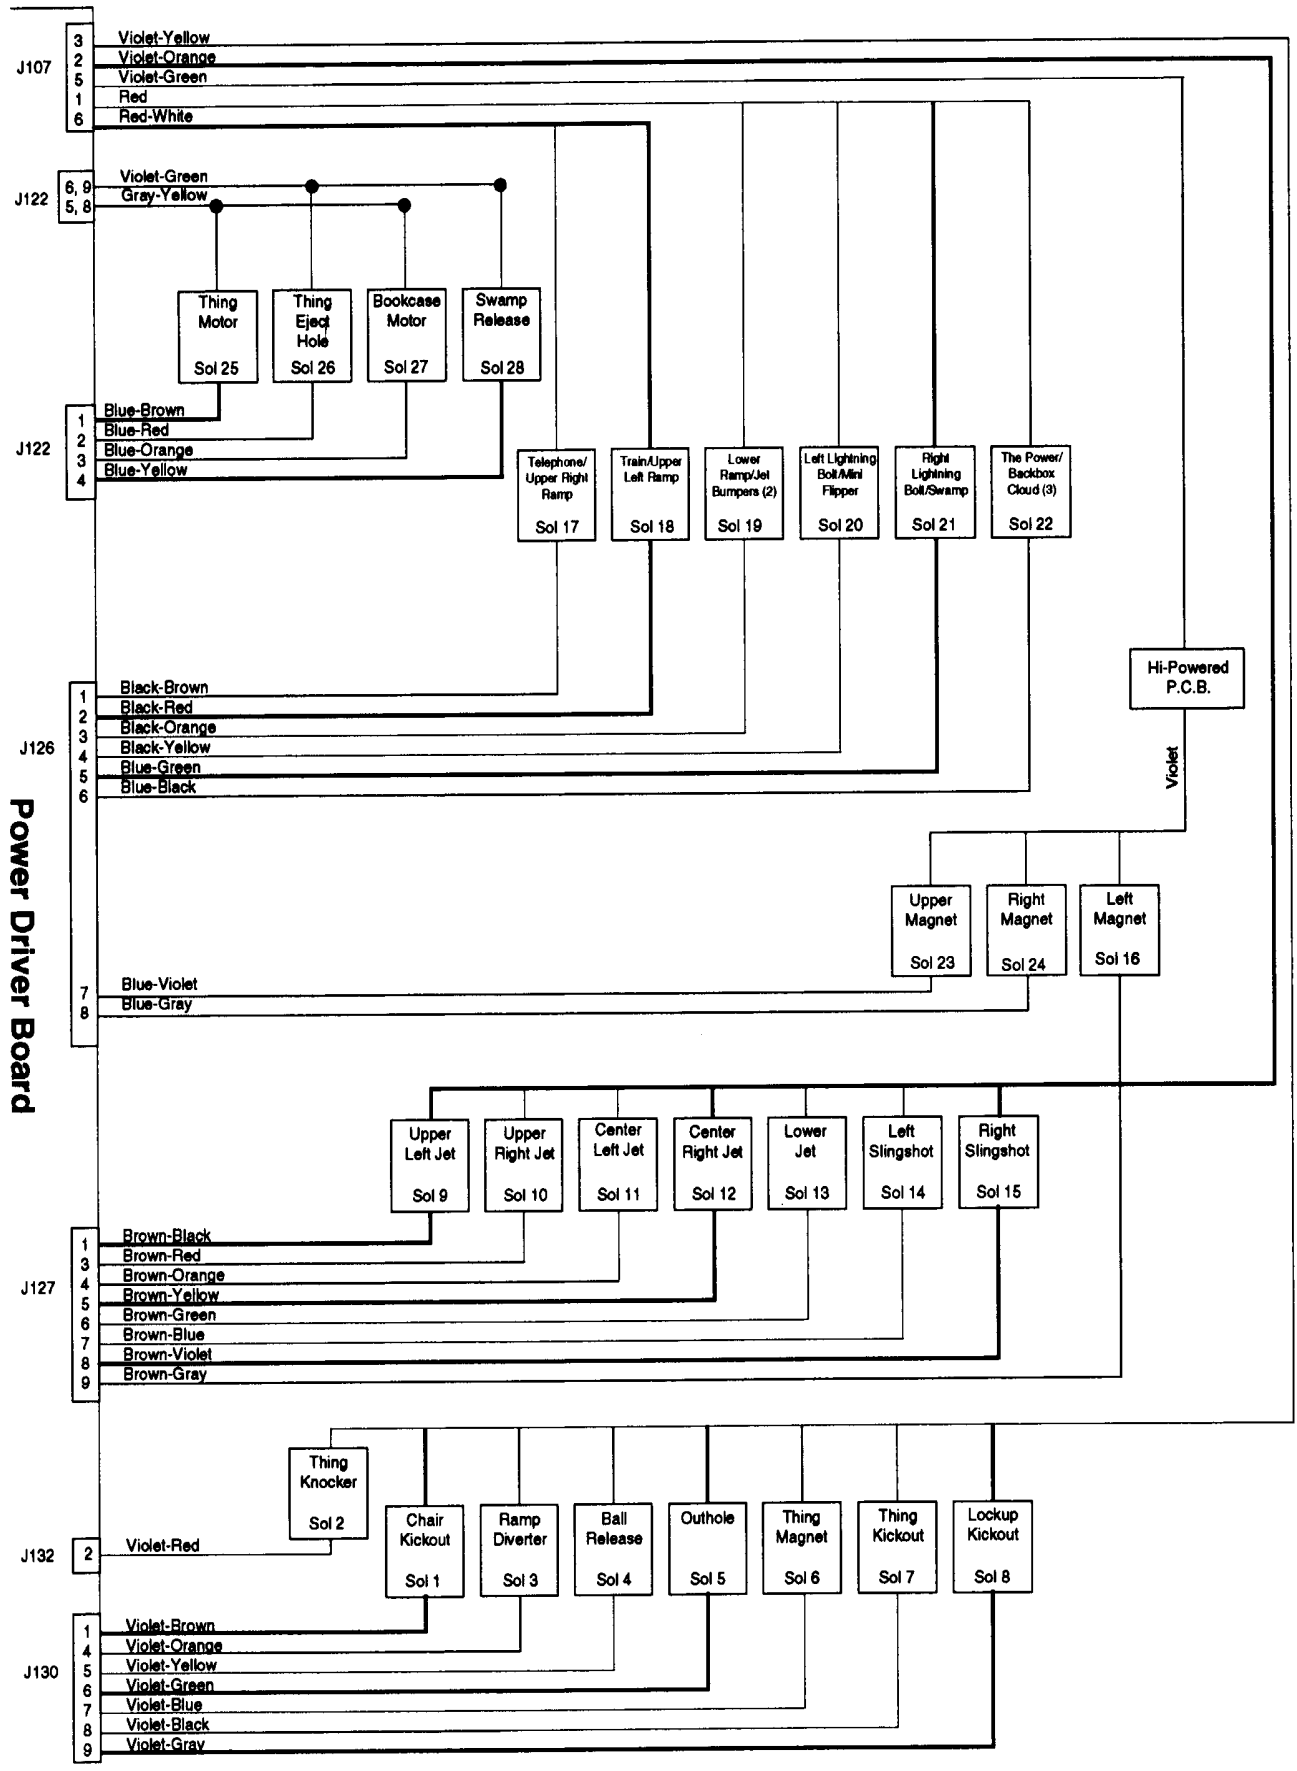 3 Violet-Yellow
J107
2 Violet-Orange
5 Violet-Green
1 Red
6 Red-White
J122
6, 9 Violet-Green
5, 8 Gray-Yellow
Thing
Motor
Sol 25
Thing
Eject
Hole
Sol 26
Bookcase
Motor
Sol 27
Swamp
Release
Sol 28
J122
1 Blue-Brown
2 Blue-Red
3 Blue-Orange
4 Blue-Yellow
Telephone/
Upper Right
Ramp
Sol 17
Train/Upper
Left Ramp
Sol 18
Lower
Ramp/Jet
Bumpers (2)
Sol 19
Left Lightning
Bolt/Mini
Flipper
Sol 20
Right
Lightning
Bolt/Swamp
Sol 21
The Power/
Backbox
Cloud (3)
Sol 22
Hi-Powered
P.C.B.
Violet
J126
1 Black-Brown
2 Black-Red
3 Black-Orange
4 Black-Yellow
5 Blue-Green
6 Blue-Black
Power Driver Board
Upper
Magnet
Sol 23
Right
Magnet
Sol 24
Left
Magnet
Sol 16
7 Blue-Violet
8 Blue-Gray
Upper
Left Jet
Sol 9
Upper
Right Jet
Sol 10
Center
Left Jet
Sol 11
Center
Right Jet
Sol 12
Lower
Jet
Sol 13
Left
Slingshot
Sol 14
Right
Slingshot
Sol 15
J127
1 Brown-Black
3 Brown-Red
4 Brown-Orange
5 Brown-Yellow
6 Brown-Green
7 Brown-Blue
8 Brown-Violet
9 Brown-Gray
Thing
Knocker
Sol 2
Chair
Kickout
Sol 1
Ramp
Diverter
Sol 3
Ball
Release
Sol 4
Outhole
Sol 5
Thing
Magnet
Sol 6
Thing
Kickout
Sol 7
Lockup
Kickout
Sol 8
J132
2 Violet-Red
J130
1 Violet-Brown
4 Violet-Orange
5 Violet-Yellow
6 Violet-Green
7 Violet-Blue
8 Violet-Black
9 Violet-Gray